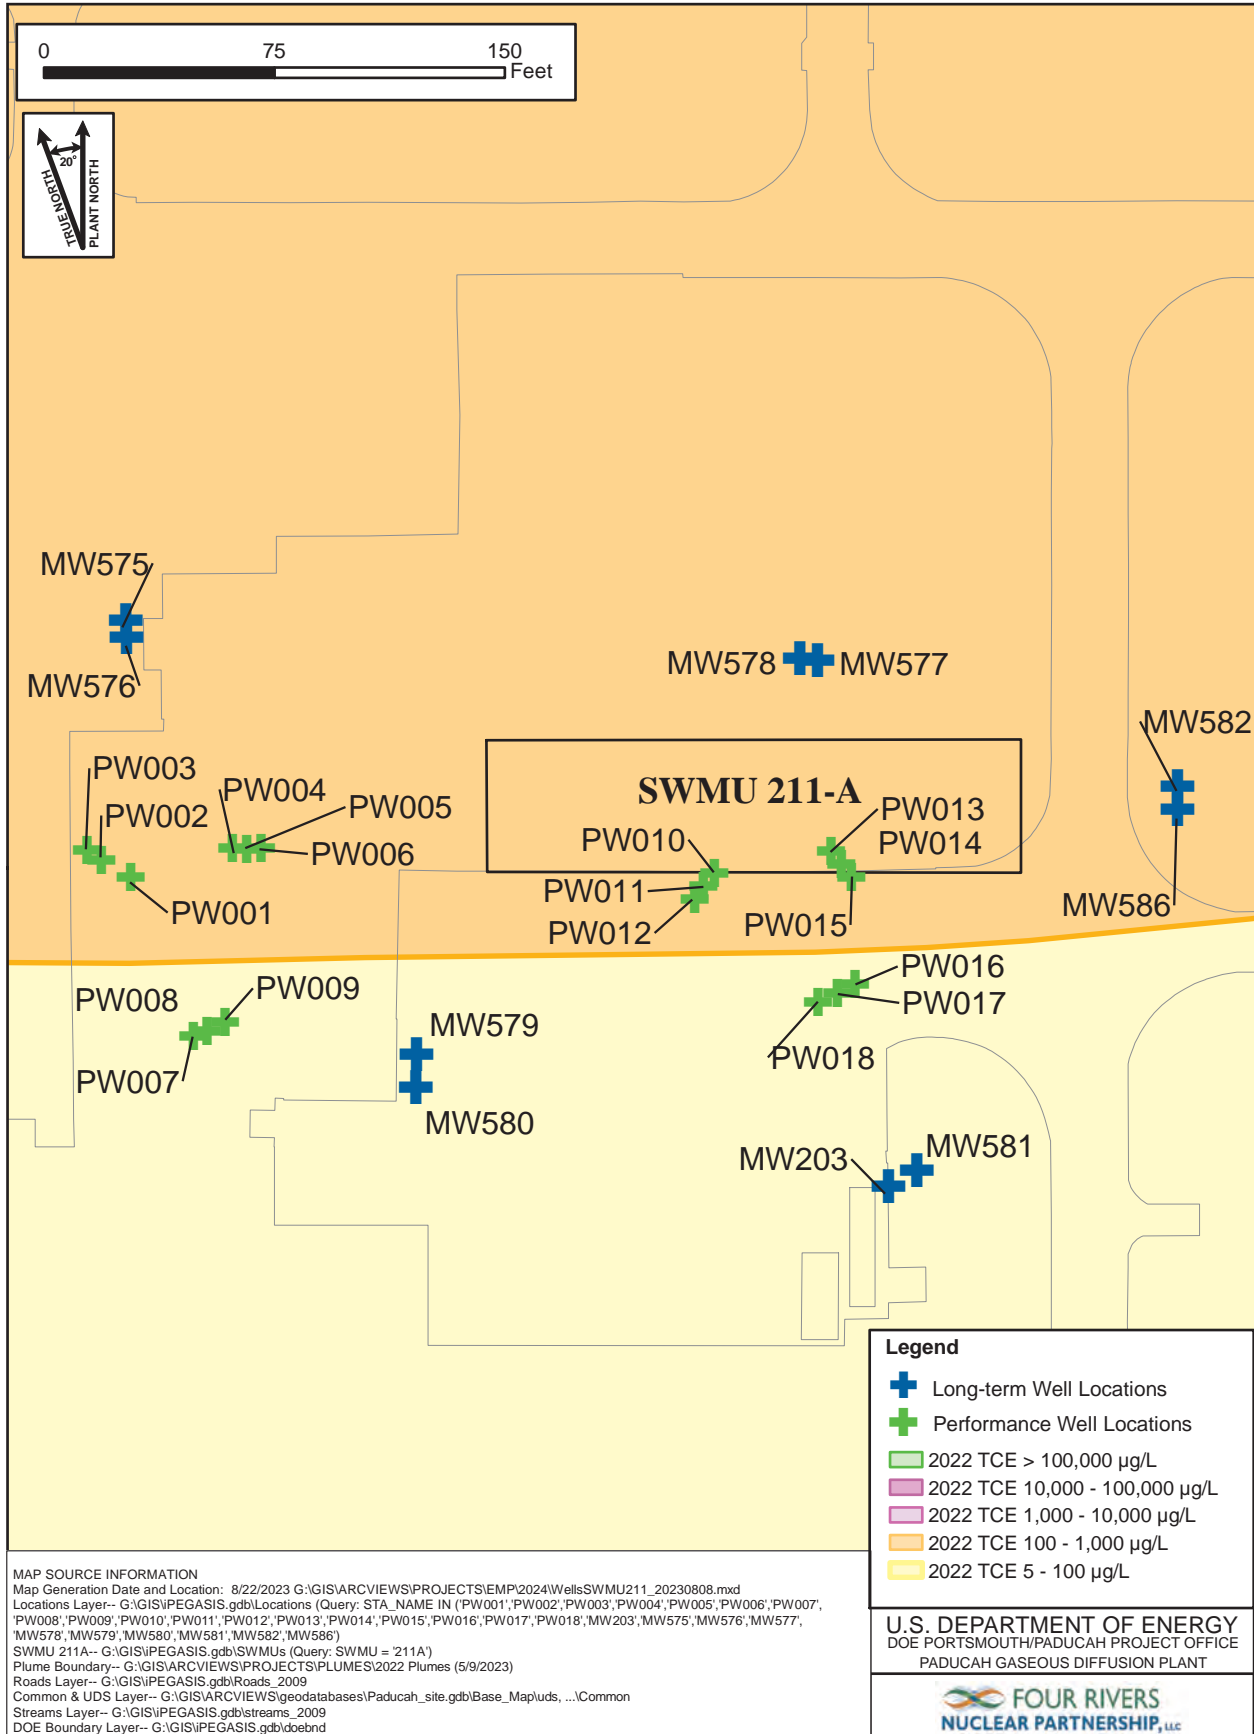 0 75 150
Feet
20°
TRUE NORTH
PLANT NORTH
MW575
MW576
MW578 MW577
MW582
PW003
PW002
PW004
PW005
PW006
PW001
SWMU 211-A
PW013
PW014
PW010
PW011
PW012
PW015
MW586
PW016
PW017
PW018
PW008
PW009
PW007
MW579
MW580
MW203
MW581
Legend
Long-term Well Locations
Performance Well Locations
2022 TCE > 100,000 µg/L
2022 TCE 10,000 - 100,000 µg/L
2022 TCE 1,000 - 10,000 µg/L
2022 TCE 100 - 1,000 µg/L
2022 TCE 5 - 100 µg/L
MAP SOURCE INFORMATION
Map Generation Date and Location: 8/22/2023 G:\GIS\ARCVIEWS\PROJECTS\EMP\2024\WellsSWMU211_20230808.mxd
Locations Layer-- G:\GIS\iPEGASIS.gdb\Locations (Query: STA_NAME IN ('PW001','PW002','PW003','PW004','PW005','PW006','PW007',
'PW008','PW009','PW010','PW011','PW012','PW013','PW014','PW015','PW016','PW017','PW018','MW203','MW575','MW576','MW577',
'MW578','MW579','MW580','MW581','MW582','MW586')
SWMU 211A-- G:\GIS\iPEGASIS.gdb\SWMUs (Query: SWMU = '211A')
Plume Boundary-- G:\GIS\ARCVIEWS\PROJECTS\PLUMES\2022 Plumes (5/9/2023)
Roads Layer-- G:\GIS\iPEGASIS.gdb\Roads_2009
Common & UDS Layer-- G:\GIS\ARCVIEWS\geodatabases\Paducah_site.gdb\Base_Map\uds, ...\Common
Streams Layer-- G:\GIS\iPEGASIS.gdb\streams_2009
DOE Boundary Layer-- G:\GIS\iPEGASIS.gdb\doebnd
U.S. DEPARTMENT OF ENERGY
DOE PORTSMOUTH/PADUCAH PROJECT OFFICE
PADUCAH GASEOUS DIFFUSION PLANT
FOUR RIVERS
NUCLEAR PARTNERSHIP, LLC